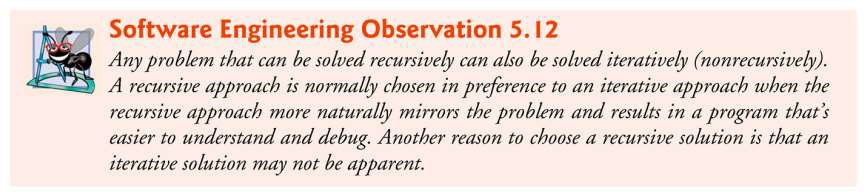 Software Engineering Observation 5.12
Any problem that can be solved recursively can also be solved iteratively (nonrecursively).
A recursive approach is normally chosen in preference to an iterative approach when the
recursive approach more naturally mirrors the problem and results in a program that's
easier to understand and debug. Another reason to choose a recursive solution is that an
iterative solution may not be apparent.